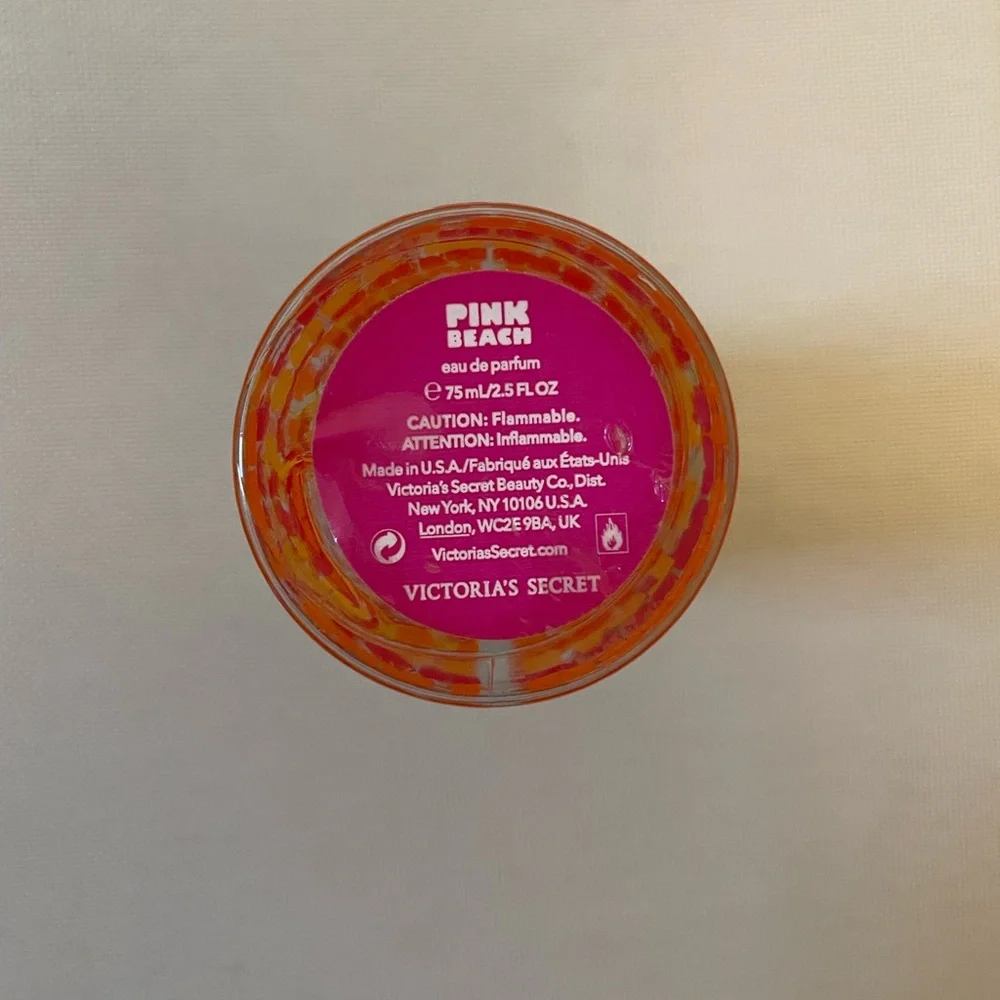 PINK
BEACH
eau de parfum
℮ 75 mL/2.5 FL OZ
CAUTION: Flammable.
ATTENTION: Inflammable.
Made in U.S.A./Fabriqué aux États-Unis
Victoria's Secret Beauty Co., Dist.
New York, NY 10106 U.S.A.
London, WC2E 9BA, UK
VictoriasSecret.com
VICTORIA'S SECRET